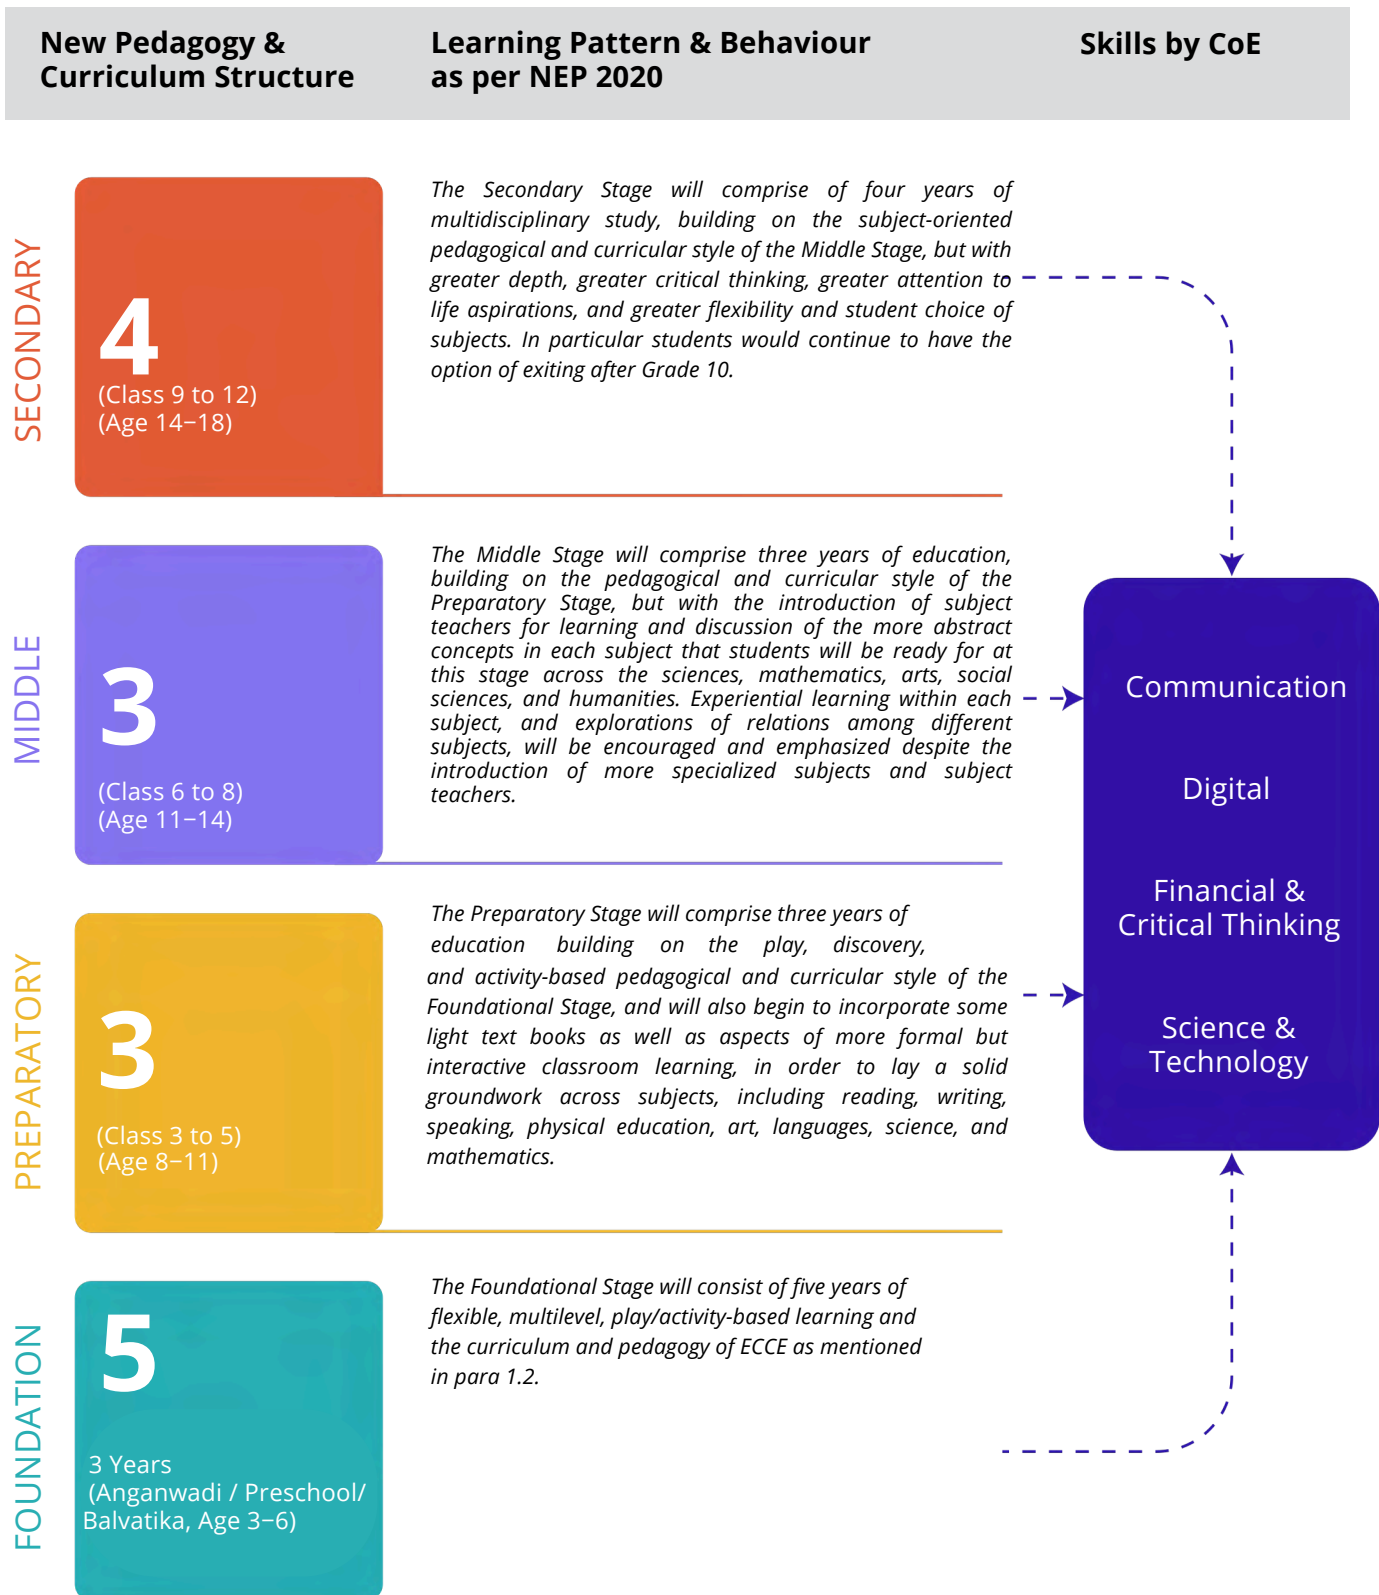 New Pedagogy &
Curriculum Structure
Learning Pattern & Behaviour
as per NEP 2020
Skills by CoE
SECONDARY
4
(Class 9 to 12)
(Age 14–18)
The Secondary Stage will comprise of four years of
multidisciplinary study, building on the subject-oriented
pedagogical and curricular style of the Middle Stage, but with
greater depth, greater critical thinking, greater attention to
life aspirations, and greater flexibility and student choice of
subjects. In particular students would continue to have the
option of exiting after Grade 10.
MIDDLE
3
(Class 6 to 8)
(Age 11–14)
The Middle Stage will comprise three years of education,
building on the pedagogical and curricular style of the
Preparatory Stage, but with the introduction of subject
teachers for learning and discussion of the more abstract
concepts in each subject that students will be ready for at
this stage across the sciences, mathematics, arts, social
sciences, and humanities. Experiential learning within each
subject, and explorations of relations among different
subjects, will be encouraged and emphasized despite the
introduction of more specialized subjects and subject
teachers.
PREPARATORY
3
(Class 3 to 5)
(Age 8–11)
The Preparatory Stage will comprise three years of
education building on the play, discovery,
and activity-based pedagogical and curricular style of the
Foundational Stage, and will also begin to incorporate some
light text books as well as aspects of more formal but
interactive classroom learning, in order to lay a solid
groundwork across subjects, including reading, writing,
speaking, physical education, art, languages, science, and
mathematics.
FOUNDATION
5
3 Years
(Anganwadi / Preschool/
Balvatika, Age 3–6)
The Foundational Stage will consist of five years of
flexible, multilevel, play/activity-based learning and
the curriculum and pedagogy of ECCE as mentioned
in para 1.2.
Communication
Digital
Financial &
Critical Thinking
Science &
Technology